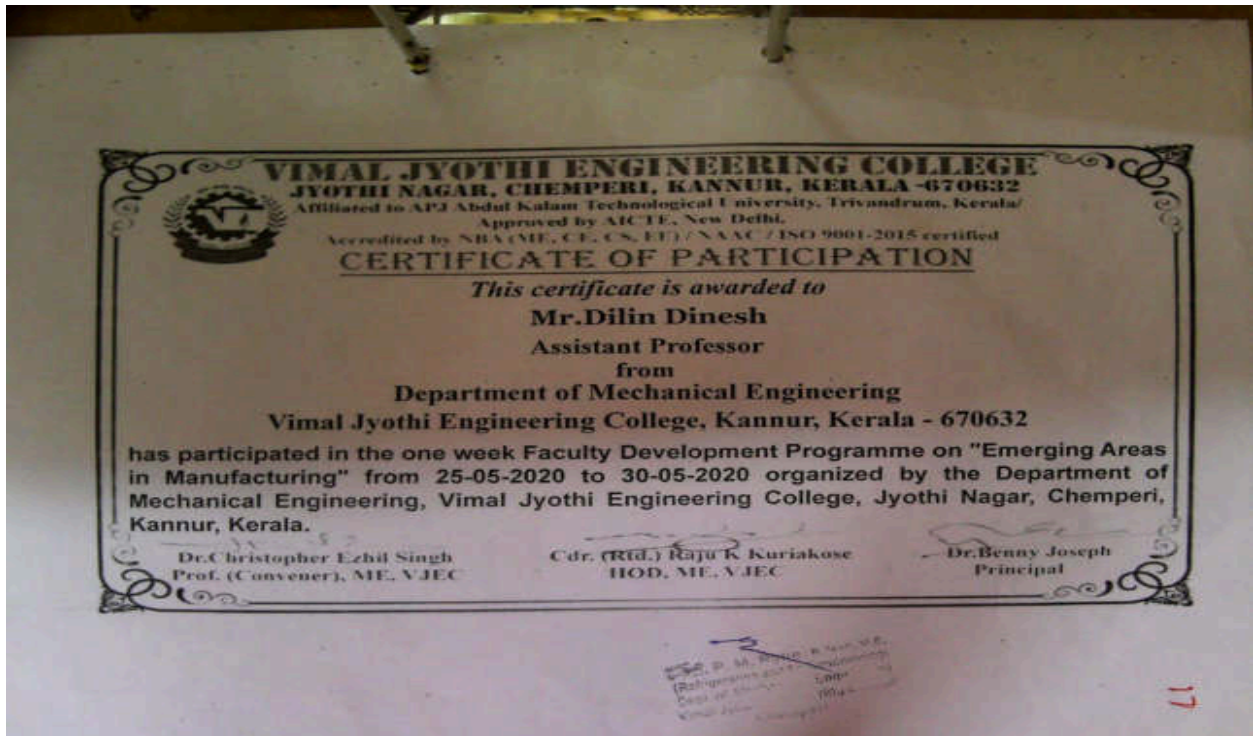 VIMAL JYOTHI ENGINEERING COLLEGE
JYOTHI NAGAR, CHEMPERI, KANNUR, KERALA -670632
Affiliated to APJ Abdul Kalam Technological University, Trivandrum, Kerala/
Approved by AICTE, New Delhi.
Accredited by NBA (ME, CE, CS, EE) / NAAC / ISO 9001-2015 certified
CERTIFICATE OF PARTICIPATION
This certificate is awarded to
Mr.Dilin Dinesh
Assistant Professor
from
Department of Mechanical Engineering
Vimal Jyothi Engineering College, Kannur, Kerala - 670632
has participated in the one week Faculty Development Programme on "Emerging Areas
in Manufacturing" from 25-05-2020 to 30-05-2020 organized by the Department of
Mechanical Engineering, Vimal Jyothi Engineering College, Jyothi Nagar, Chemperi,
Kannur, Kerala.
Dr.Christopher Ezhil Singh
Prof. (Convener), ME, VJEC
Cdr. (Rtd.) Raju K Kuriakose
HOD, ME, VJEC
Dr.Benny Joseph
Principal
P. M.
Vimal
17